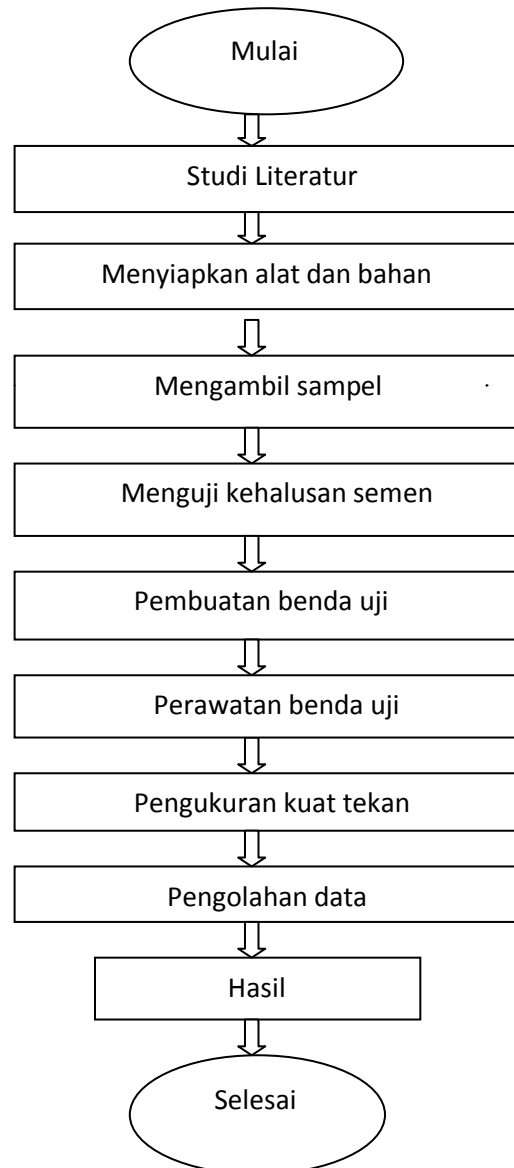 Mulai
Studi Literatur
Menyiapkan alat dan bahan
Mengambil sampel
Menguji kehalusan semen
Pembuatan benda uji
Perawatan benda uji
Pengukuran kuat tekan
Pengolahan data
Hasil
Selesai